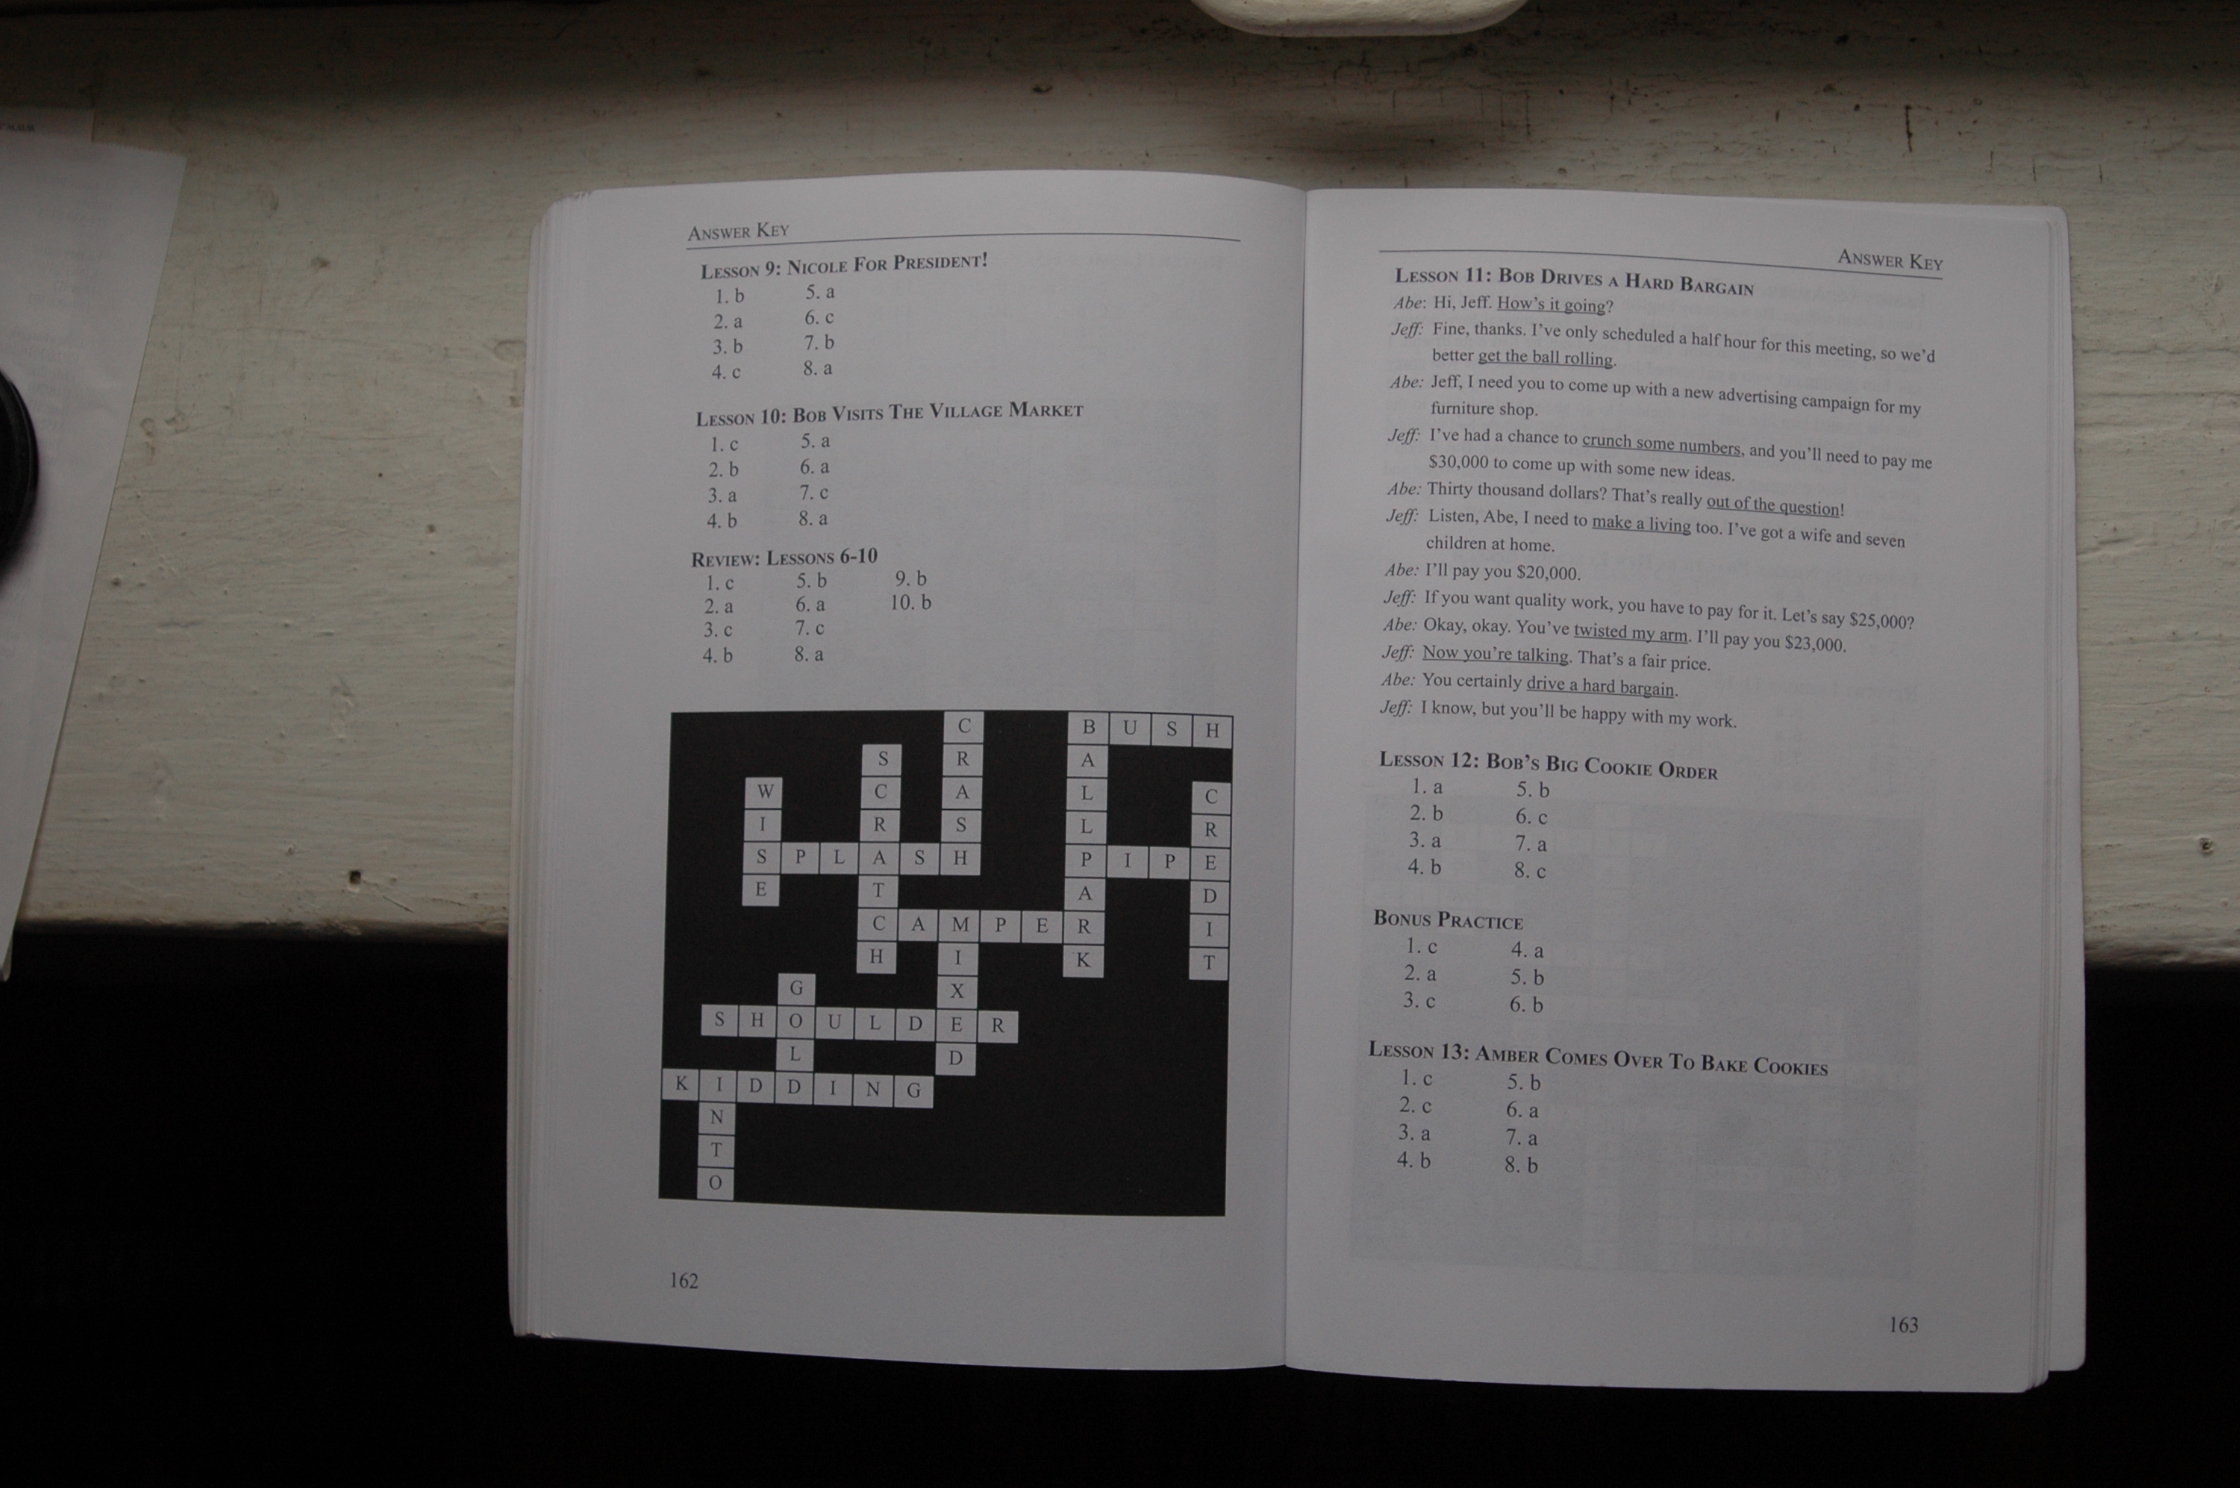 ANSWER KEY
LESSON 9: NICOLE FOR PRESIDENT!
1. b 5. a
2. a 6. c
3. b 7. b
4. c 8. a
LESSON 10: BOB VISITS THE VILLAGE MARKET
1. c 5. a
2. b 6. a
3. a 7. c
4. b 8. a
REVIEW: LESSONS 6-10
1. c 5. b 9. b
2. a 6. a 10. b
3. c 7. c
4. b 8. a
C B U S H
S R A
W C A L C
I R S L R
S P L A S H P I P E
E T A D
C A M P E R I
H I K T
G X
S H O U L D E R
L D
K I D D I N G
N
T
O
162
ANSWER KEY
LESSON 11: BOB DRIVES A HARD BARGAIN
Abe: Hi, Jeff. How's it going?
Jeff: Fine, thanks. I've only scheduled a half hour for this meeting, so we'd
better get the ball rolling.
Abe: Jeff, I need you to come up with a new advertising campaign for my
furniture shop.
Jeff: I've had a chance to crunch some numbers, and you'll need to pay me
$30,000 to come up with some new ideas.
Abe: Thirty thousand dollars? That's really out of the question!
Jeff: Listen, Abe, I need to make a living too. I've got a wife and seven
children at home.
Abe: I'll pay you $20,000.
Jeff: If you want quality work, you have to pay for it. Let's say $25,000?
Abe: Okay, okay. You've twisted my arm. I'll pay you $23,000.
Jeff: Now you're talking. That's a fair price.
Abe: You certainly drive a hard bargain.
Jeff: I know, but you'll be happy with my work.
LESSON 12: BOB'S BIG COOKIE ORDER
1. a 5. b
2. b 6. c
3. a 7. a
4. b 8. c
BONUS PRACTICE
1. c 4. a
2. a 5. b
3. c 6. b
LESSON 13: AMBER COMES OVER TO BAKE COOKIES
1. c 5. b
2. c 6. a
3. a 7. a
4. b 8. b
163